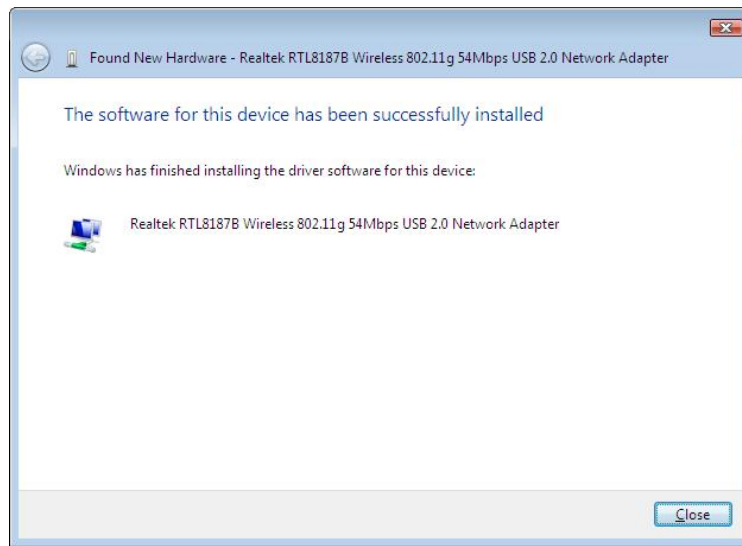 Found New Hardware - Realtek RTL8187B Wireless 802.11g 54Mbps USB 2.0 Network Adapter
The software for this device has been successfully installed
Windows has finished installing the driver software for this device:
Realtek RTL8187B Wireless 802.11g 54Mbps USB 2.0 Network Adapter
Close